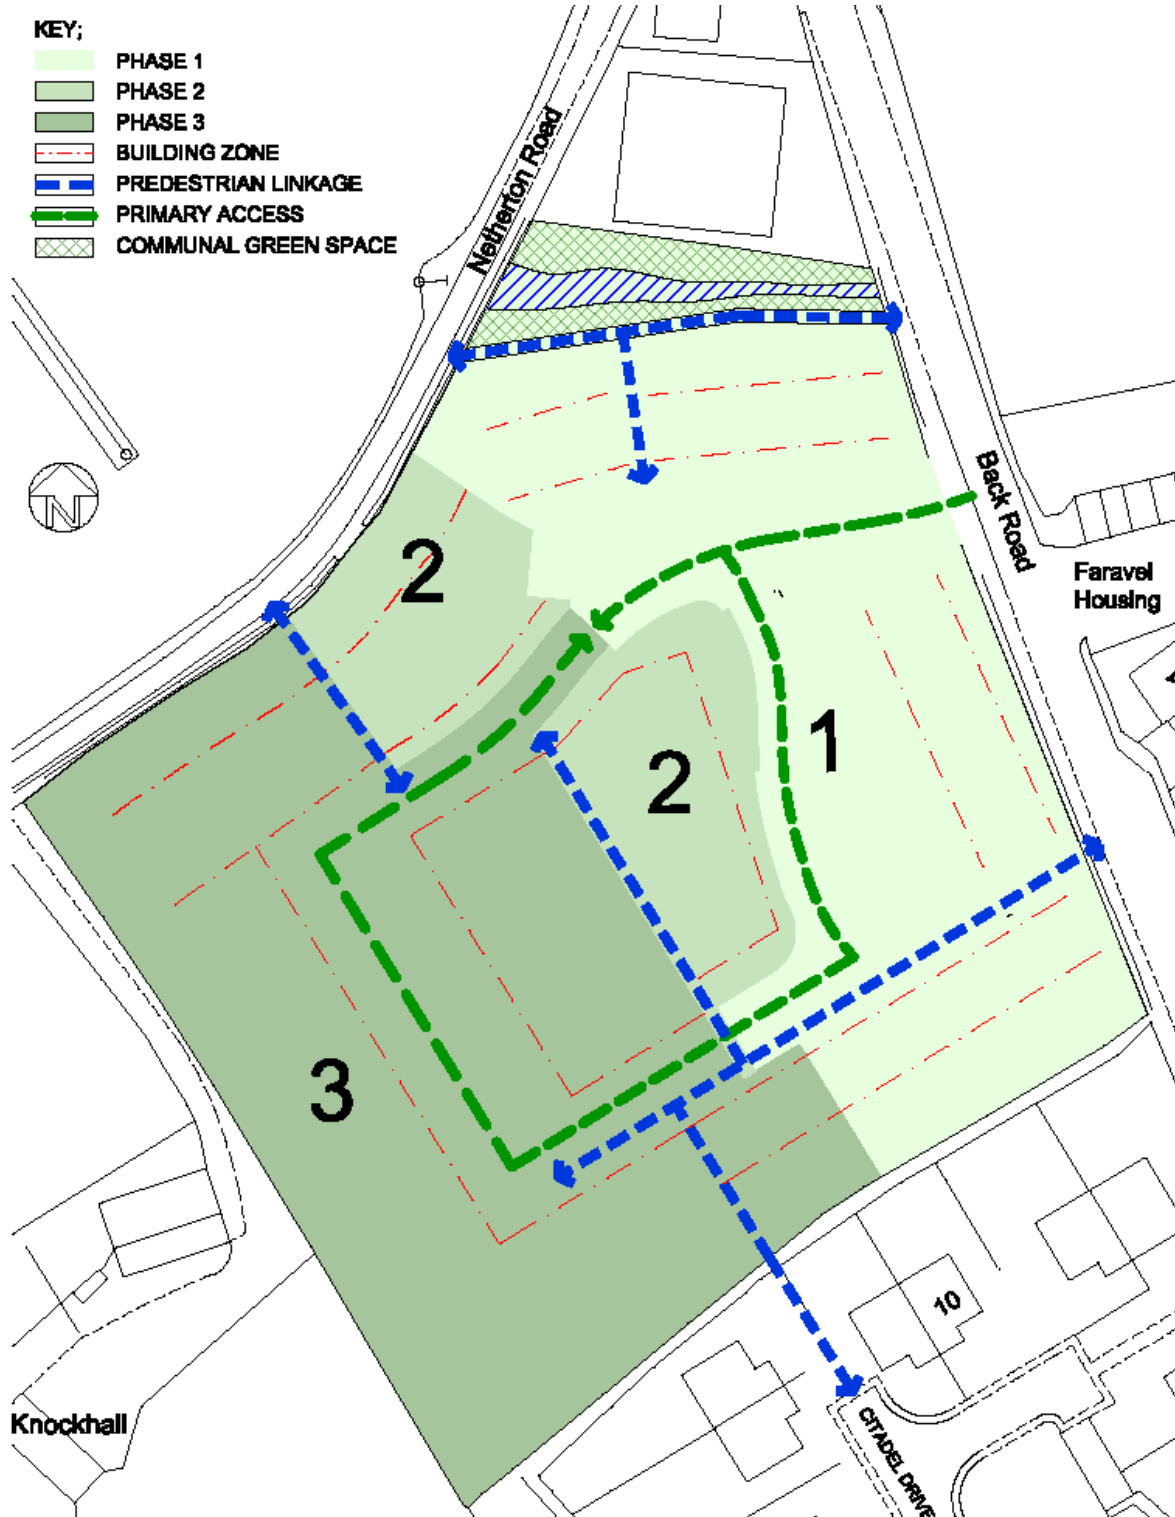 KEY;
PHASE 1
PHASE 2
PHASE 3
BUILDING ZONE
PREDESTRIAN LINKAGE
PRIMARY ACCESS
COMMUNAL GREEN SPACE
Netherton Road
N
Back Road
2
Faravel
Housing
1
2
3
10
Knockhall
CITADEL DRIVE